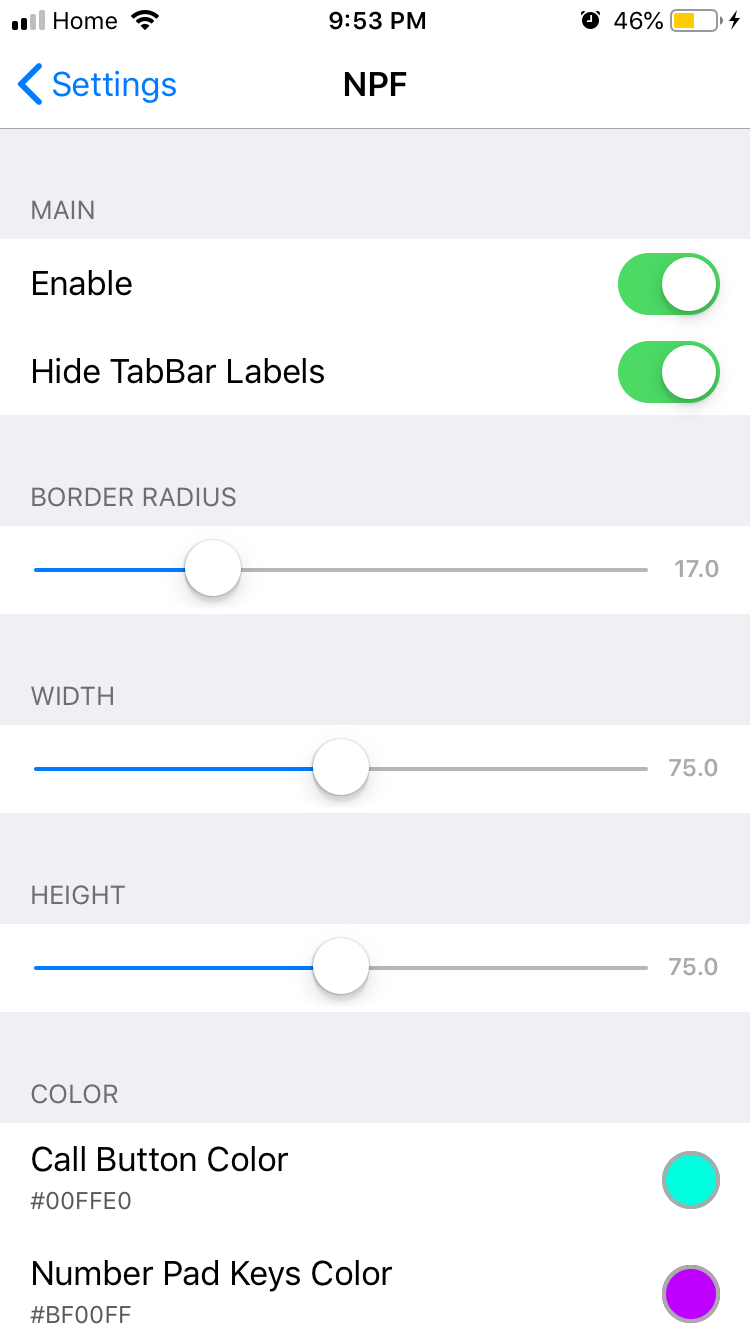 Home 9:53 PM 46%
Settings NPF
MAIN
Enable
Hide TabBar Labels
BORDER RADIUS
17.0
WIDTH
75.0
HEIGHT
75.0
COLOR
Call Button Color
#00FFE0
Number Pad Keys Color
#BF00FF